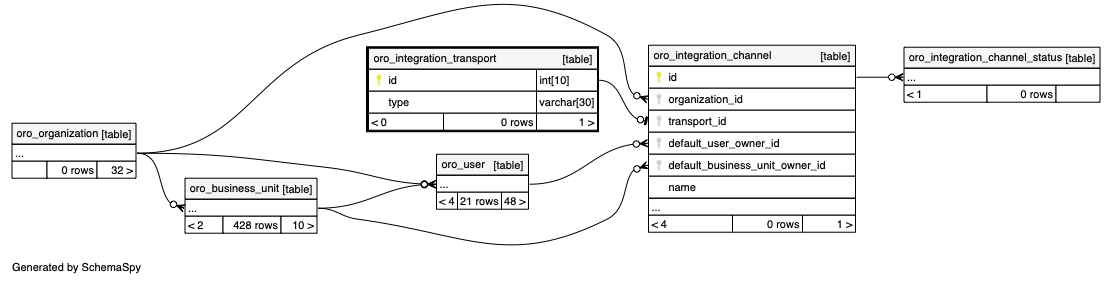 oro_integration_transport [table]
id int[10]
type varchar[30]
< 0 0 rows 1 >
oro_integration_channel [table]
id
organization_id
transport_id
default_user_owner_id
default_business_unit_owner_id
name
...
< 4 0 rows 1 >
oro_integration_channel_status [table]
...
< 1 0 rows
oro_organization [table]
...
0 rows 32 >
oro_user [table]
...
< 4 21 rows 48 >
oro_business_unit [table]
...
< 2 428 rows 10 >
Generated by SchemaSpy